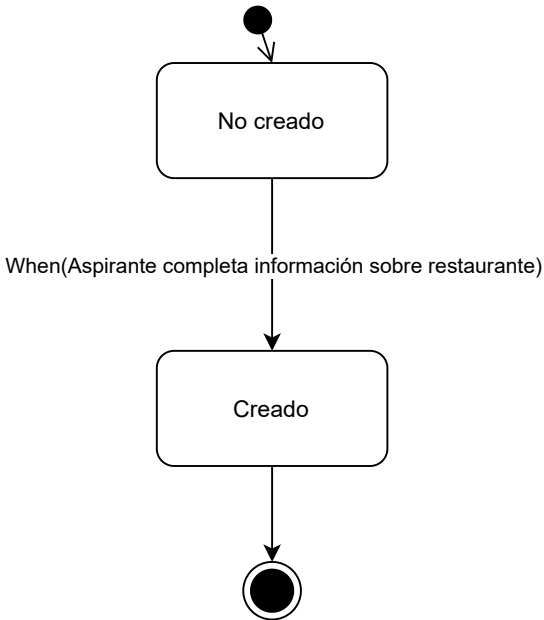 No creado
When(Aspirante completa información sobre restaurante)
Creado